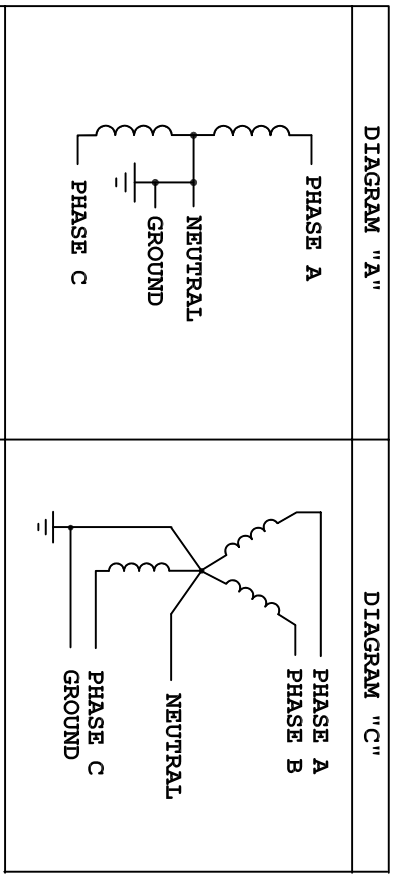 DIAGRAM "A"
PHASE A
NEUTRAL
GROUND
PHASE C
DIAGRAM "C"
PHASE A
PHASE B
NEUTRAL
PHASE C
GROUND